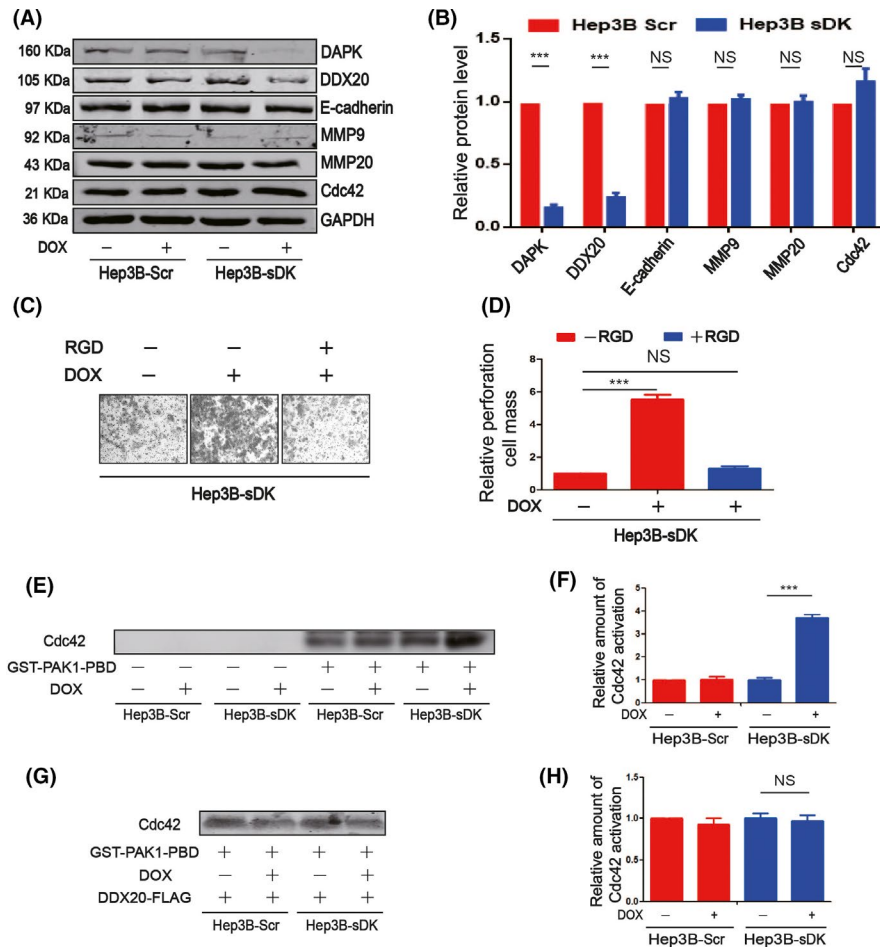 (A)
160 KDa DAPK
105 KDa DDX20
97 KDa E-cadherin
92 KDa MMP9
43 KDa MMP20
21 KDa Cdc42
36 KDa GAPDH
DOX − + − +
Hep3B-Scr Hep3B-sDK
(B)
Hep3B Scr Hep3B sDK
Relative protein level
1.5
1.0
0.5
0.0
*** *** NS NS NS NS
DAPK DDX20 E-cadherin MMP9 MMP20 Cdc42
(C)
RGD − − +
DOX − + +
Hep3B-sDK
(D)
−RGD +RGD
Relative perforation
cell mass
8
6
4
2
0
NS
***
DOX − + +
Hep3B-sDK
(E)
Cdc42
GST-PAK1-PBD − − − − + + + +
DOX − + − + − + − +
Hep3B-Scr Hep3B-sDK Hep3B-Scr Hep3B-sDK
(F)
Relative amount of
Cdc42 activation
5
4
3
2
1
0
***
DOX − + − +
Hep3B-Scr Hep3B-sDK
(G)
Cdc42
GST-PAK1-PBD + + + +
DOX − + − +
DDX20-FLAG + + + +
Hep3B-Scr Hep3B-sDK
(H)
Relative amount of
Cdc42 activation
1.5
1.0
0.5
0.0
NS
DOX − + − +
Hep3B-Scr Hep3B-sDK